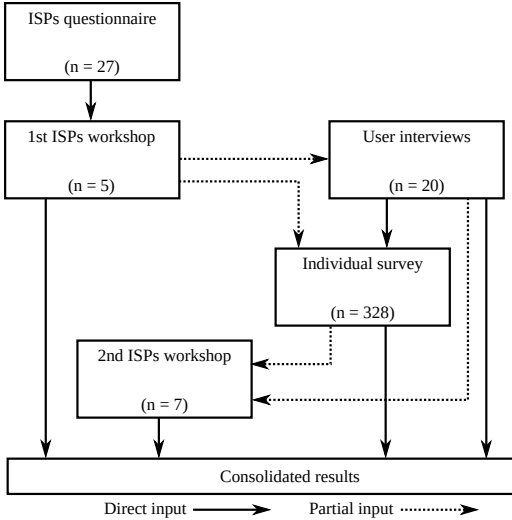 ISPs questionnaire
(n = 27)
1st ISPs workshop
(n = 5)
User interviews
(n = 20)
Individual survey
(n = 328)
2nd ISPs workshop
(n = 7)
Consolidated results
Direct input
Partial input